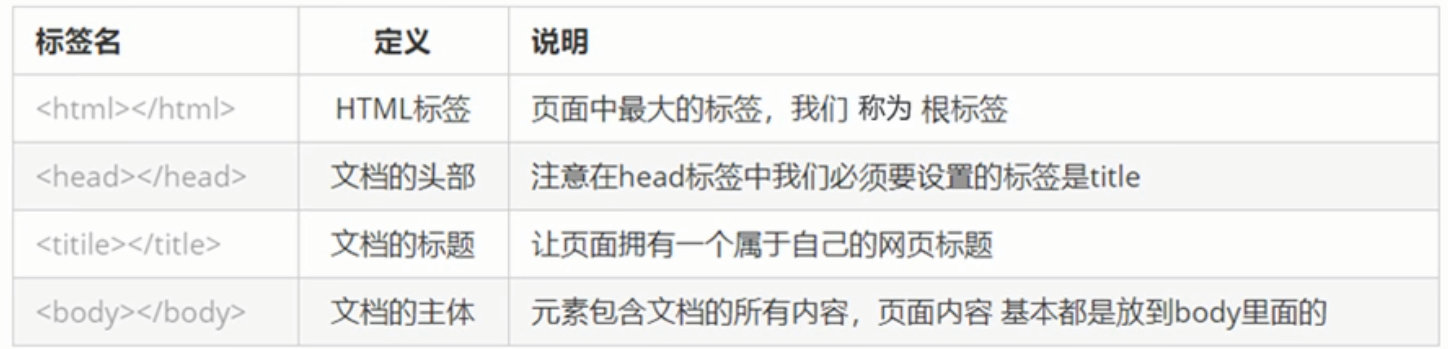 标签名 定义 说明
<html></html> HTML标签 页面中最大的标签，我们 称为 根标签
<head></head> 文档的头部 注意在head标签中我们必须要设置的标签是title
<titile></title> 文档的标题 让页面拥有一个属于自己的网页标题
<body></body> 文档的主体 元素包含文档的所有内容，页面内容 基本都是放到body里面的